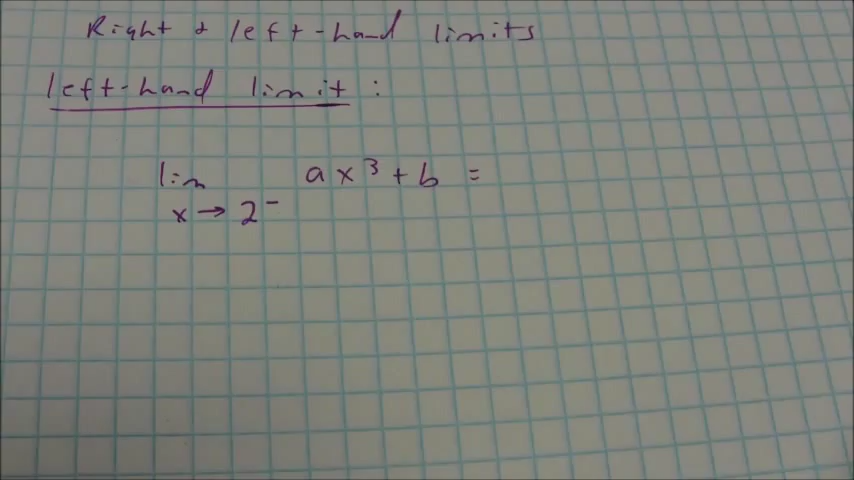 Right & left-hand limits
left-hand limit :
lim ax³ + b =
x → 2⁻